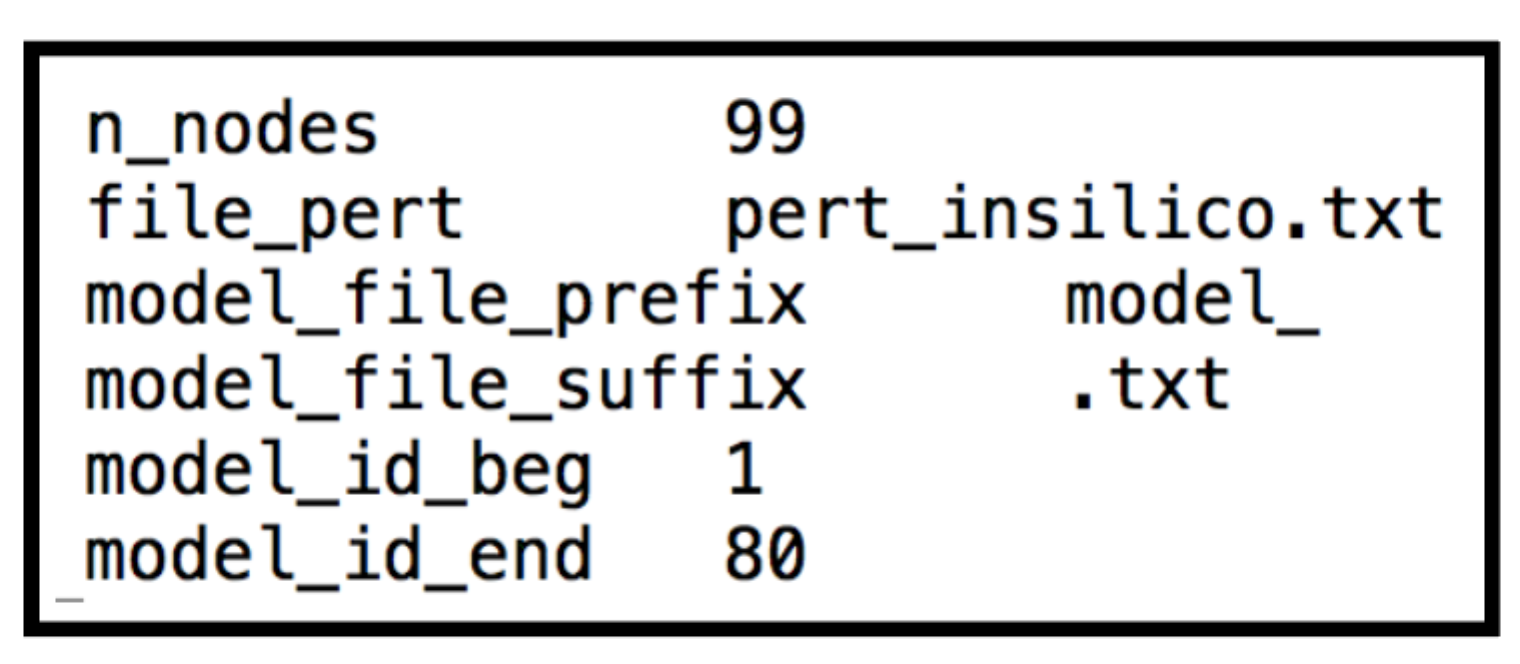 n_nodes 99
file_pert pert_insilico.txt
model_file_prefix model_
model_file_suffix .txt
model_id_beg 1
model_id_end 80